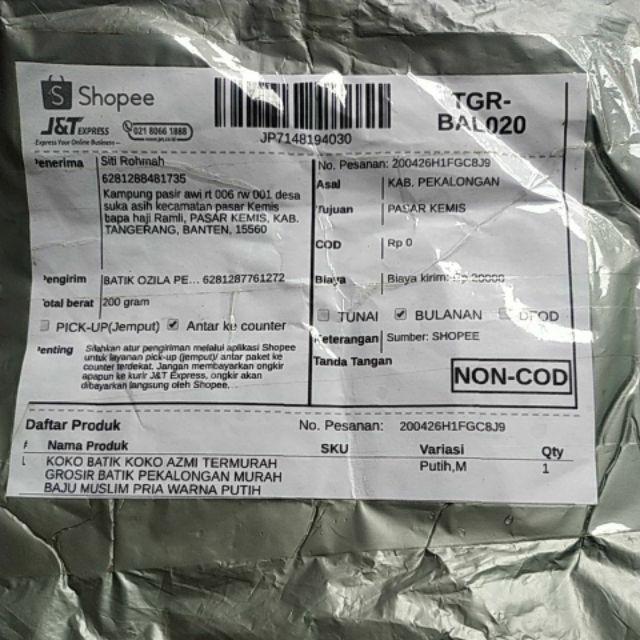 Shopee
J&T EXPRESS
Express Your Online Business
021 8066 1888
JP7148194030
TGR-
BAL020
Penerima Siti Rohmah
6281288481735
Kampung pasir awi rt 006 rw 001 desa
suka asih kecamatan pasar Kemis
bapa haji Ramli, PASAR KEMIS, KAB.
TANGERANG, BANTEN, 15560
Pengirim BATIK OZILA PE... 6281287761272
Total berat 200 gram
PICK-UP(Jemput) Antar ke counter
Penting Silahkan atur pengiriman melalui aplikasi Shopee
untuk layanan pick-up (jemput)/ antar paket ke
counter terdekat. Jangan membayarkan ongkir
apapun ke kurir J&T Express, ongkir akan
dibayarkan langsung oleh Shopee.
No. Pesanan: 200426H1FGC8J9
Asal KAB. PEKALONGAN
Tujuan PASAR KEMIS
COD Rp 0
Biaya Biaya kirim: Rp 20000
TUNAI BULANAN DFOD
Keterangan Sumber: SHOPEE
Tanda Tangan
NON-COD
Daftar Produk No. Pesanan: 200426H1FGC8J9
# Nama Produk SKU Variasi Qty
1 KOKO BATIK KOKO AZMI TERMURAH Putih,M 1
GROSIR BATIK PEKALONGAN MURAH
BAJU MUSLIM PRIA WARNA PUTIH